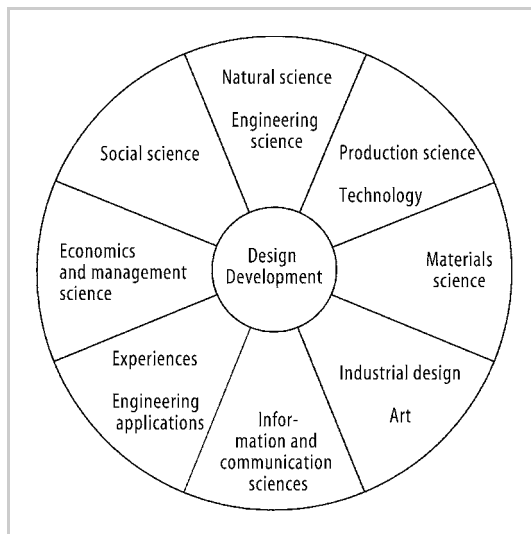 Natural science
Engineering
science
Production science
Technology
Materials
science
Industrial design
Art
Infor-
mation and
communication
sciences
Experiences
Engineering
applications
Economics
and management
science
Social science
Design
Development